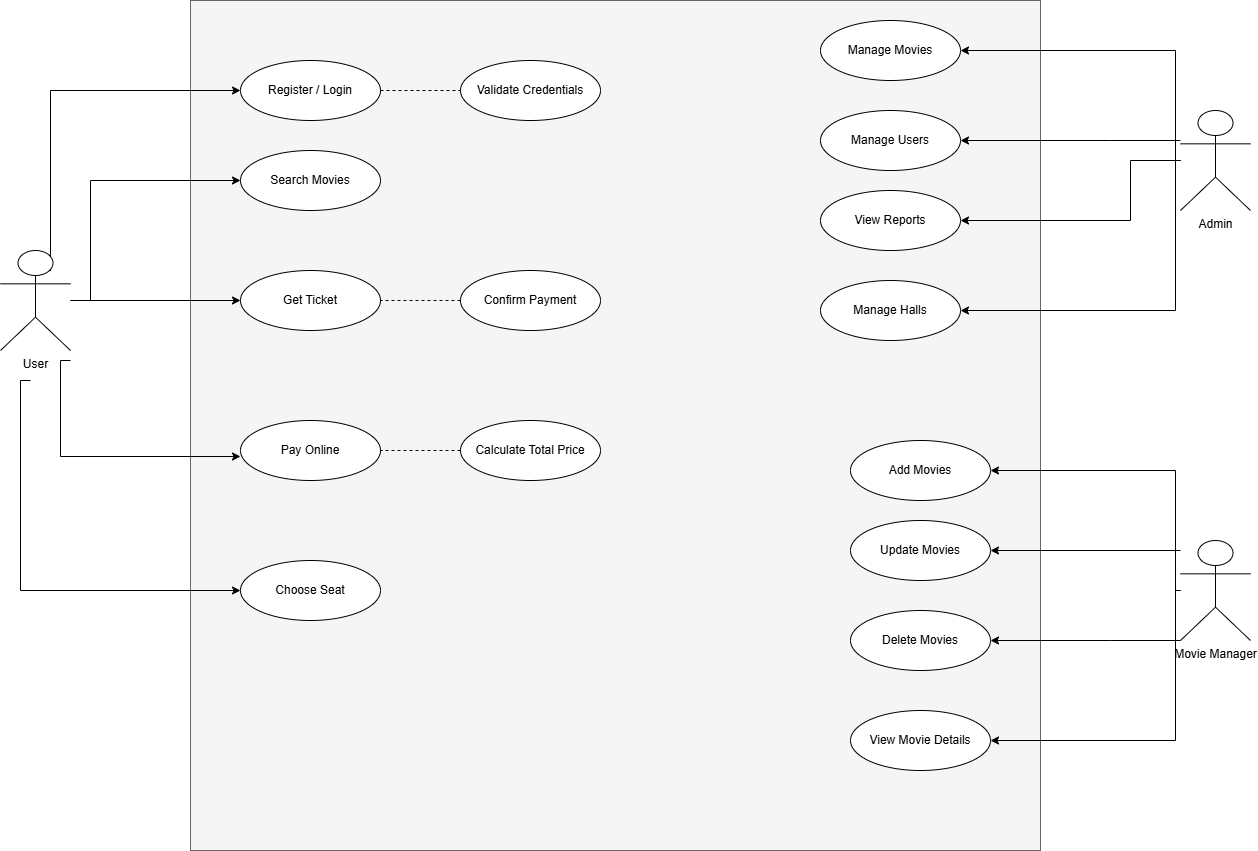 Manage Movies
Register / Login
Validate Credentials
Manage Users
Search Movies
View Reports
Admin
Get Ticket
Confirm Payment
Manage Halls
User
Pay Online
Calculate Total Price
Add Movies
Update Movies
Choose Seat
Delete Movies
Movie Manager
View Movie Details